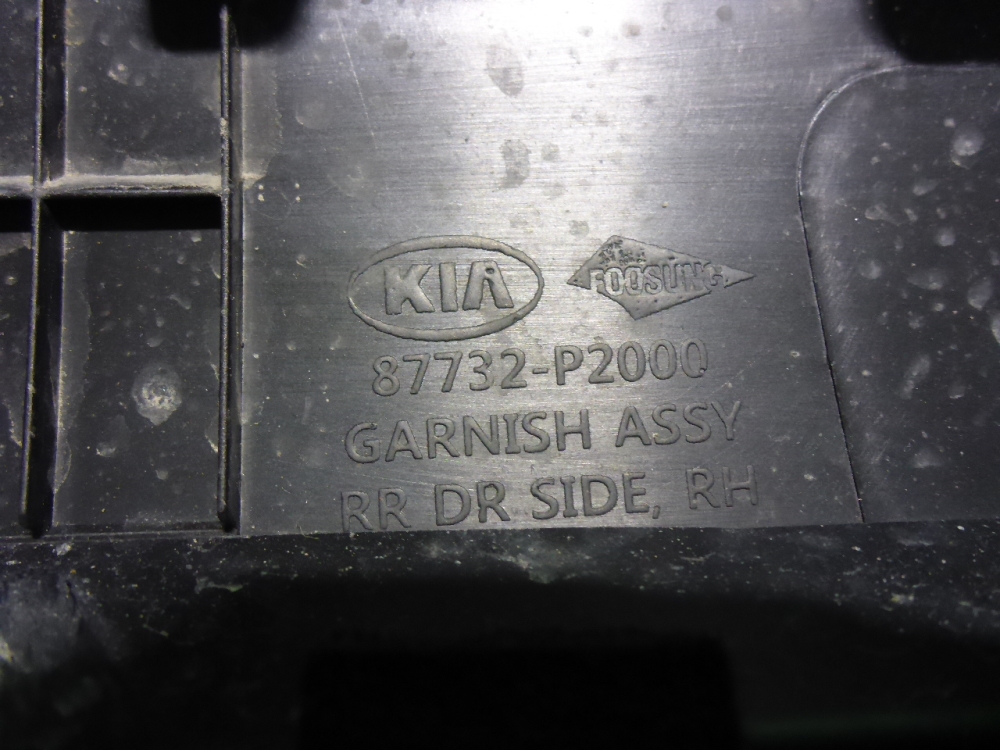 KIA FOOSUNG
87732-P2000
GARNISH ASSY
RR DR SIDE, RH